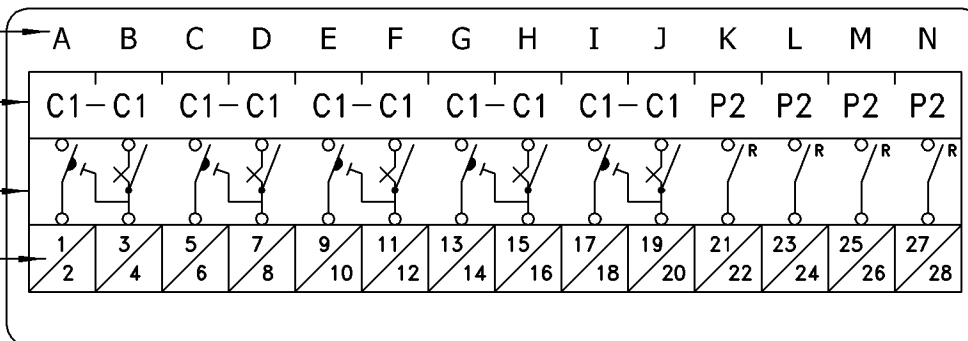 A B C D E F G H I J K L M N
C1-C1 C1-C1 C1-C1 C1-C1 C1-C1 P2 P2 P2 P2
R R R R
1 3 5 7 9 11 13 15 17 19 21 23 25 27
2 4 6 8 10 12 14 16 18 20 22 24 26 28